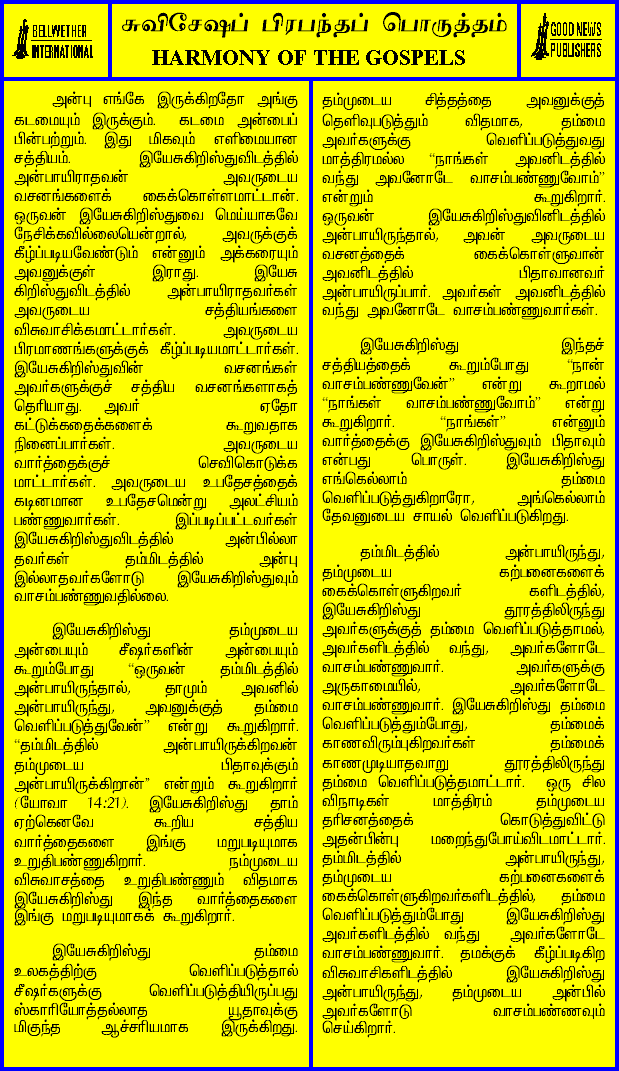 BELLWETHER
INTERNATIONAL
சுவிசேஷப் பிரபந்தப் பொருத்தம்
HARMONY OF THE GOSPELS
GOOD NEWS
PUBLISHERS
அன்பு எங்கே இருக்கிறதோ அங்கு
கடமையும் இருக்கும். கடமை அன்பைப்
பின்பற்றும். இது மிகவும் எளிமையான
சத்தியம். இயேசுகிறிஸ்துவிடத்தில்
அன்பாயிராதவன் அவருடைய
வசனங்களைக் கைக்கொள்ளமாட்டான்.
ஒருவன் இயேசுகிறிஸ்துவை மெய்யாகவே
நேசிக்கவில்லையென்றால், அவருக்குக்
கீழ்ப்படியவேண்டும் என்னும் அக்கரையும்
அவனுக்குள் இராது. இயேசு
கிறிஸ்துவிடத்தில் அன்பாயிராதவர்கள்
அவருடைய சத்தியங்களை
விசுவாசிக்கமாட்டார்கள். அவருடைய
பிரமாணங்களுக்குக் கீழ்ப்படியமாட்டார்கள்.
இயேசுகிறிஸ்துவின் வசனங்கள்
அவர்களுக்குச் சத்திய வசனங்களாகத்
தெரியாது. அவர் ஏதோ
கட்டுக்கதைக்களைக் கூறுவதாக
நினைப்பார்கள். அவருடைய
வார்த்தைக்குச் செவிகொடுக்க
மாட்டார்கள். அவருடைய உபதேசத்தைக்
கடினமான உபதேசமென்று அலட்சியம்
பண்ணுவார்கள். இப்படிப்பட்டவர்கள்
இயேசுகிறிஸ்துவிடத்தில் அன்பில்லா
தவர்கள் தம்மிடத்தில் அன்பு
இல்லாதவர்களோடு இயேசுகிறிஸ்துவும்
வாசம்பண்ணுவதில்லை.
இயேசுகிறிஸ்து தம்முடைய
அன்பையும் சீஷர்களின் அன்பையும்
கூறும்போது “ஒருவன் தம்மிடத்தில்
அன்பாயிருந்தால், தாமும் அவனில்
அன்பாயிருந்து, அவனுக்குத் தம்மை
வெளிப்படுத்துவேன்” என்று கூறுகிறார்.
“தம்மிடத்தில் அன்பாயிருக்கிறவன்
தம்முடைய பிதாவுக்கும்
அன்பாயிருக்கிறான்” என்றும் கூறுகிறார்
(யோவா 14:21). இயேசுகிறிஸ்து தாம்
ஏற்கெனவே கூறிய சத்திய
வார்த்தைகளை இங்கு மறுபடியுமாக
உறுதிபண்ணுகிறார். நம்முடைய
விசுவாசத்தை உறுதிபண்ணும் விதமாக
இயேசுகிறிஸ்து இந்த வார்த்தைகளை
இங்கு மறுபடியுமாகக் கூறுகிறார்.
இயேசுகிறிஸ்து தம்மை
உலகத்திற்கு வெளிப்படுத்தால்
சீஷர்களுக்கு வெளிப்படுத்தியிருப்பது
ஸ்காரியோத்தல்லாத யூதாவுக்கு
மிகுந்த ஆச்சரியமாக இருக்கிறது.
தம்முடைய சித்தத்தை அவனுக்குத்
தெளிவுபடுத்தும் விதமாக, தம்மை
அவர்களுக்கு வெளிப்படுத்துவது
மாத்திரமல்ல “நாங்கள் அவனிடத்தில்
வந்து அவனோடே வாசம்பண்ணுவோம்”
என்றும் கூறுகிறார்.
ஒருவன் இயேசுகிறிஸ்துவினிடத்தில்
அன்பாயிருந்தால், அவன் அவருடைய
வசனத்தைக் கைக்கொள்ளுவான்
அவனிடத்தில் பிதாவானவர்
அன்பாயிருப்பார். அவர்கள் அவனிடத்தில்
வந்து அவனோடே வாசம்பண்ணுவார்கள்.
இயேசுகிறிஸ்து இந்தச்
சத்தியத்தைக் கூறும்போது “நான்
வாசம்பண்ணுவேன்” என்று கூறாமல்
“நாங்கள் வாசம்பண்ணுவோம்” என்று
கூறுகிறார். “நாங்கள்” என்னும்
வார்த்தைக்கு இயேசுகிறிஸ்துவும் பிதாவும்
என்பது பொருள். இயேசுகிறிஸ்து
எங்கெல்லாம் தம்மை
வெளிப்படுத்துகிறாரோ, அங்கெல்லாம்
தேவனுடைய சாயல் வெளிப்படுகிறது.
தம்மிடத்தில் அன்பாயிருந்து,
தம்முடைய கற்பனைகளைக்
கைக்கொள்ளுகிறவர் களிடத்தில்,
இயேசுகிறிஸ்து தூரத்திலிருந்து
அவர்களுக்குத் தம்மை வெளிப்படுத்தாமல்,
அவர்களிடத்தில் வந்து, அவர்களோடே
வாசம்பண்ணுவார். அவர்களுக்கு
அருகாமையில், அவர்களோடே
வாசம்பண்ணுவார். இயேசுகிறிஸ்து தம்மை
வெளிப்படுத்தும்போது, தம்மைக்
காணவிரும்புகிறவர்கள் தம்மைக்
காணமுடியாதவாறு தூரத்திலிருந்து
தம்மை வெளிப்படுத்தமாட்டார். ஒரு சில
விநாடிகள் மாத்திரம் தம்முடைய
தரிசனத்தைக் கொடுத்துவிட்டு
அதன்பின்பு மறைந்துபோய்விடமாட்டார்.
தம்மிடத்தில் அன்பாயிருந்து,
தம்முடைய கற்பனைகளைக்
கைக்கொள்ளுகிறவர்களிடத்தில், தம்மை
வெளிப்படுத்தும்போது இயேசுகிறிஸ்து
அவர்களிடத்தில் வந்து அவர்களோடே
வாசம்பண்ணுவார். தமக்குக் கீழ்ப்படிகிற
விசுவாசிகளிடத்தில் இயேசுகிறிஸ்து
அன்பாயிருந்து, தம்முடைய அன்பில்
அவர்களோடு வாசம்பண்ணவும்
செய்கிறார்.